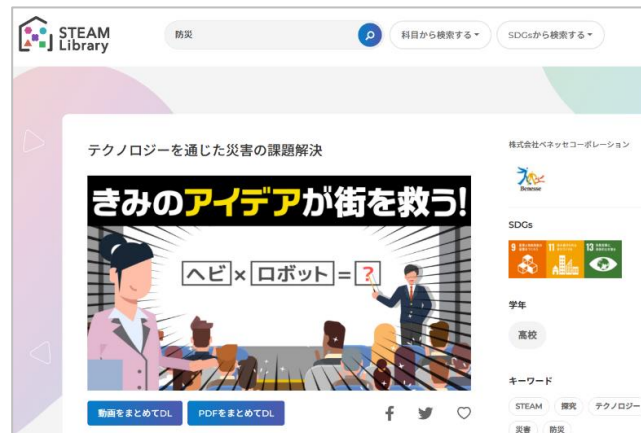 STEAM
Library
防災
科目から検索する
SDGsから検索する
テクノロジーを通じた災害の課題解決
株式会社ベネッセコーポレーション
Benesse
きみのアイデアが街を救う!
ヘビ×ロボット=?
SDGs
9
11
13
学年
高校
キーワード
動画をまとめてDL
PDFをまとめてDL
STEAM
探究
テクノロジー
災害
防災